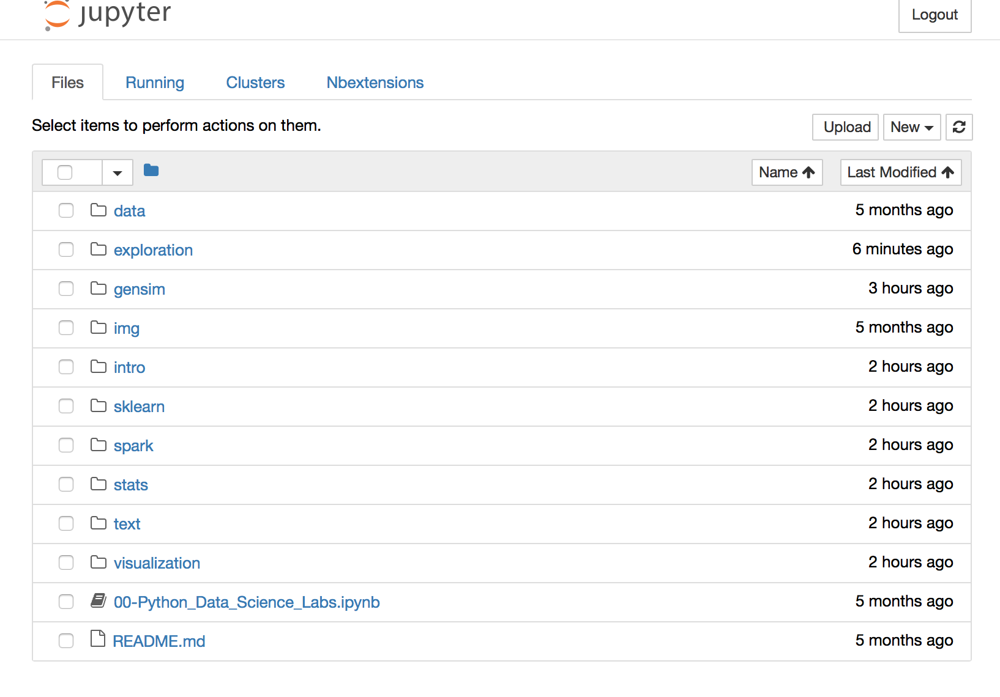 jupyter
Logout
Files Running Clusters Nbextensions
Select items to perform actions on them.
Upload New
Name Last Modified
data 5 months ago
exploration 6 minutes ago
gensim 3 hours ago
img 5 months ago
intro 2 hours ago
sklearn 2 hours ago
spark 2 hours ago
stats 2 hours ago
text 2 hours ago
visualization 2 hours ago
00-Python_Data_Science_Labs.ipynb 5 months ago
README.md 5 months ago